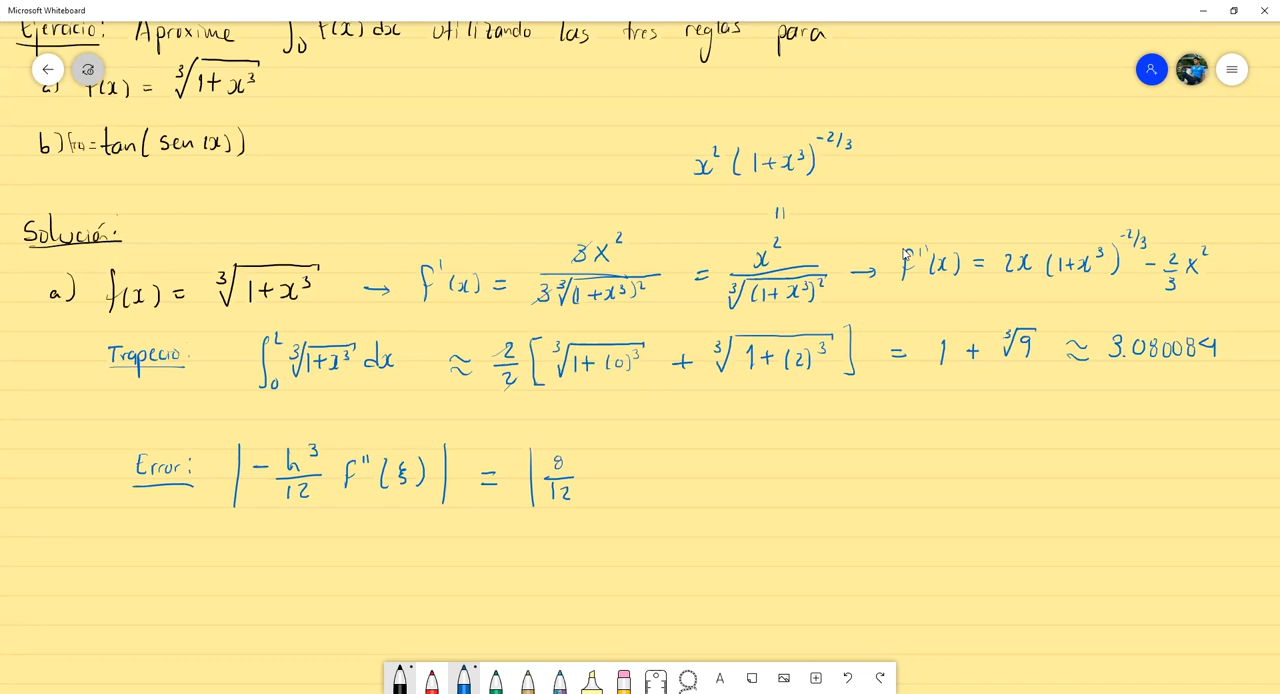 Microsoft Whiteboard
Ejercicio: Aproxime ∫₀ f(x) dx utilizando las tres reglas para
a) f(x) = ∛(1+x³)
b) f(x) = tan( sen(x))
x² (1+x³)^(-2/3)
Solución:
a) f(x) = ∛(1+x³) → f'(x) = 3x² / 3∛(1+x³)² = x² / ∛(1+x³)² → f''(x) = 2x (1+x³)^(-2/3) - 2/3 x²
Trapecio: ∫₀² ∛(1+x³) dx ≈ 2/2 [ ∛(1+(0)³) + ∛(1+(2)³) ] = 1 + ∛9 ≈ 3.080084
Error: | - h³/12 f''(ξ) | = | 8/12
A